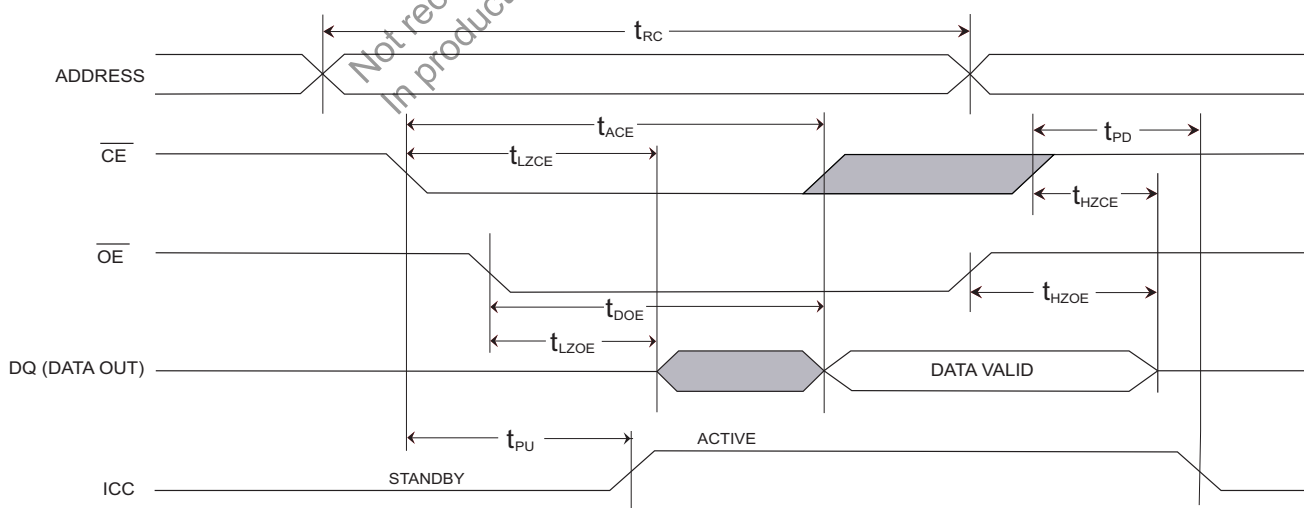 Not rec
In product
tRC
ADDRESS
tACE
tPD
CE
tLZCE
tHZCE
OE
tHZOE
tDOE
tLZOE
DQ (DATA OUT)
DATA VALID
tPU
ACTIVE
STANDBY
ICC